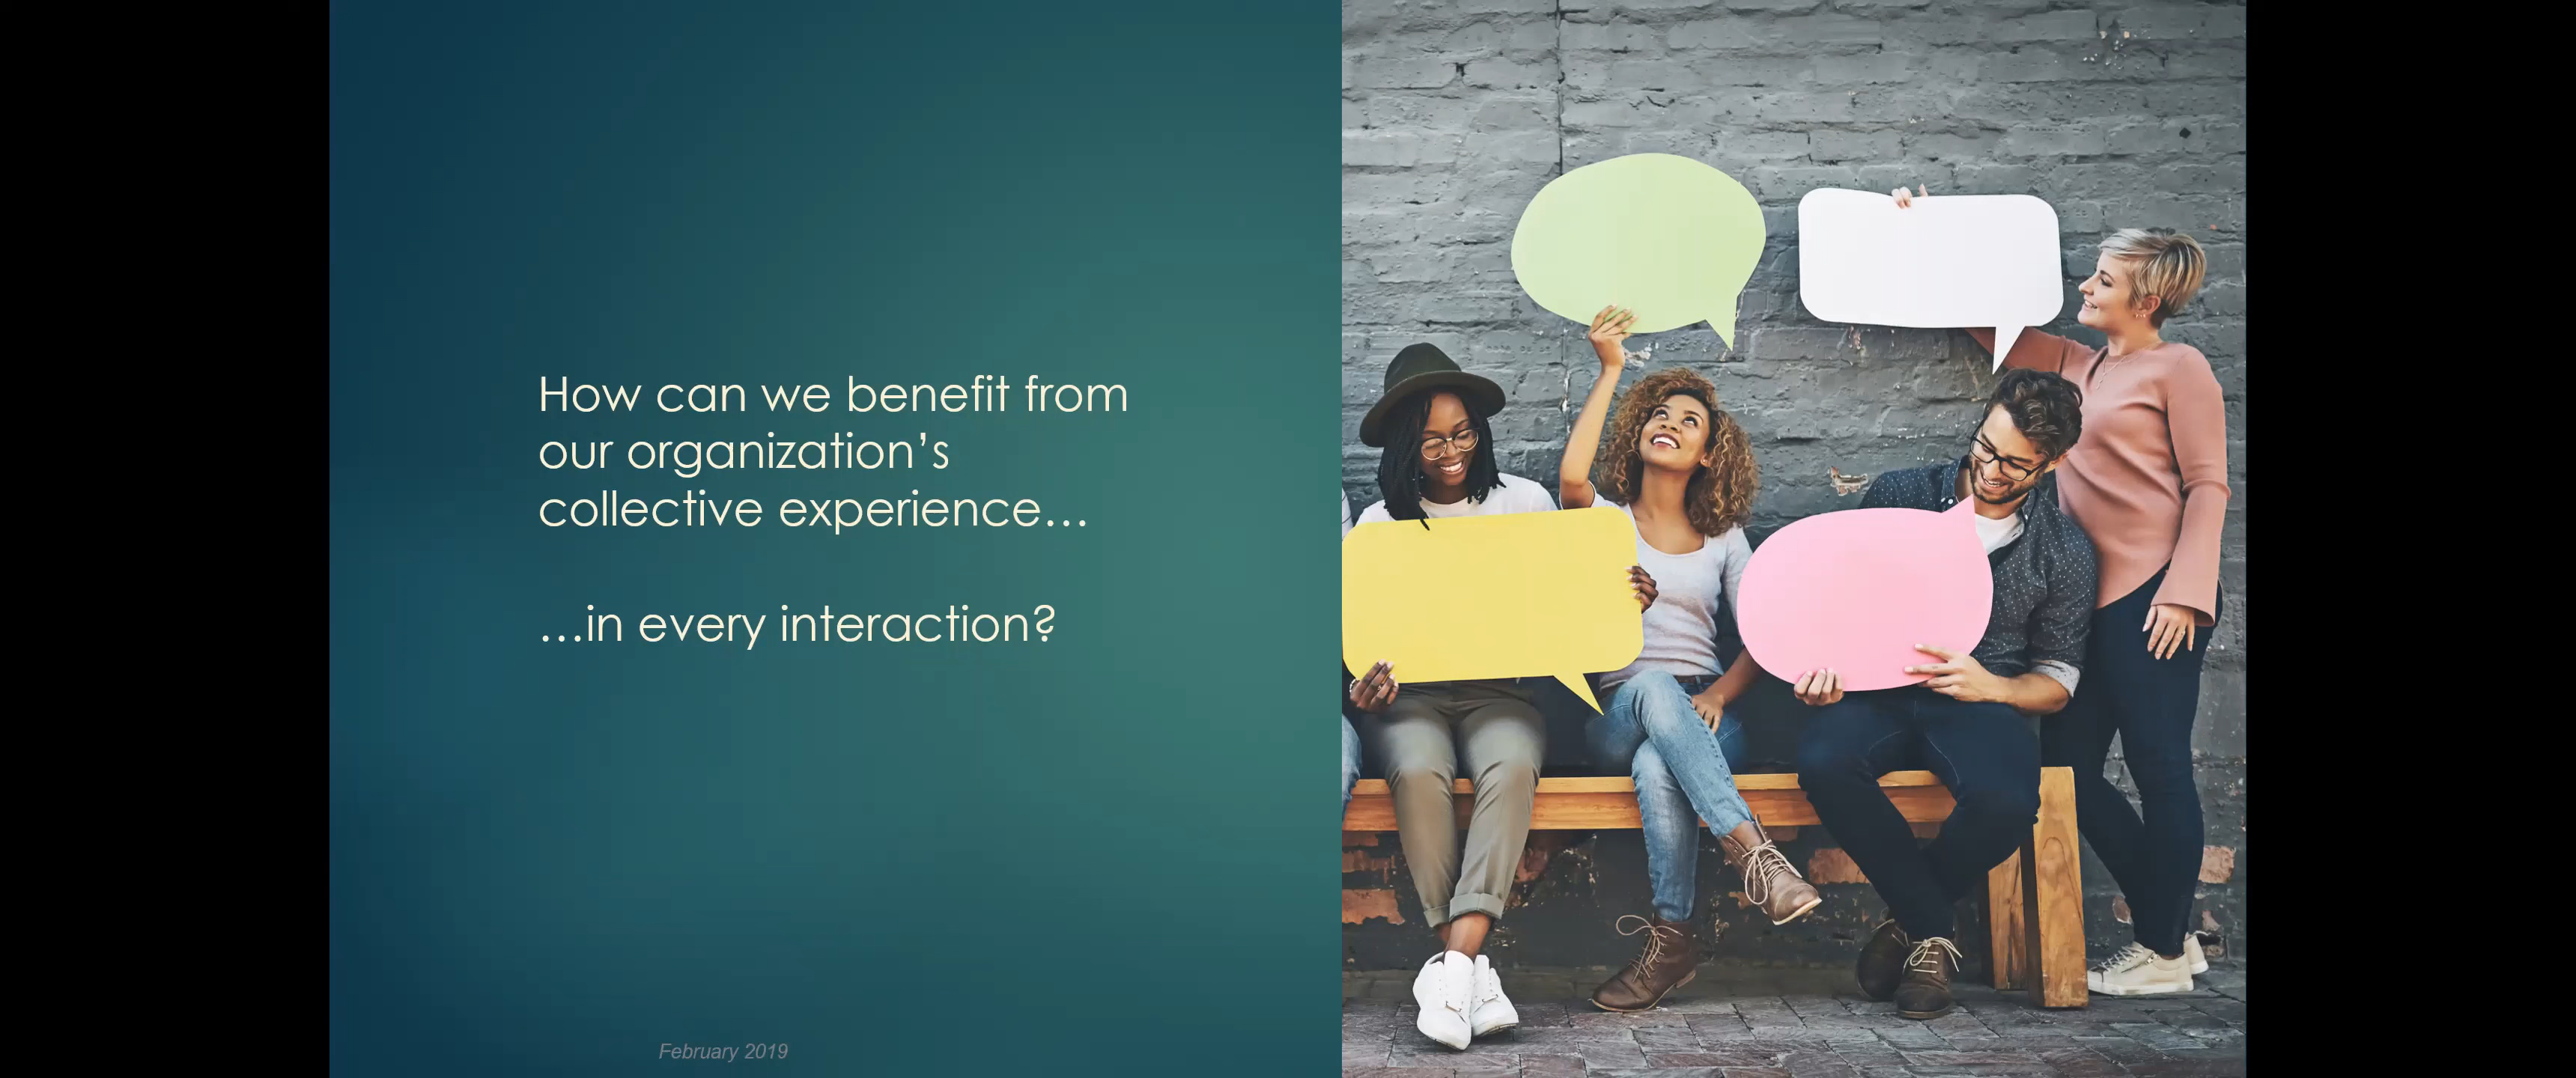 How can we benefit from
our organization’s
collective experience…
…in every interaction?
February 2019